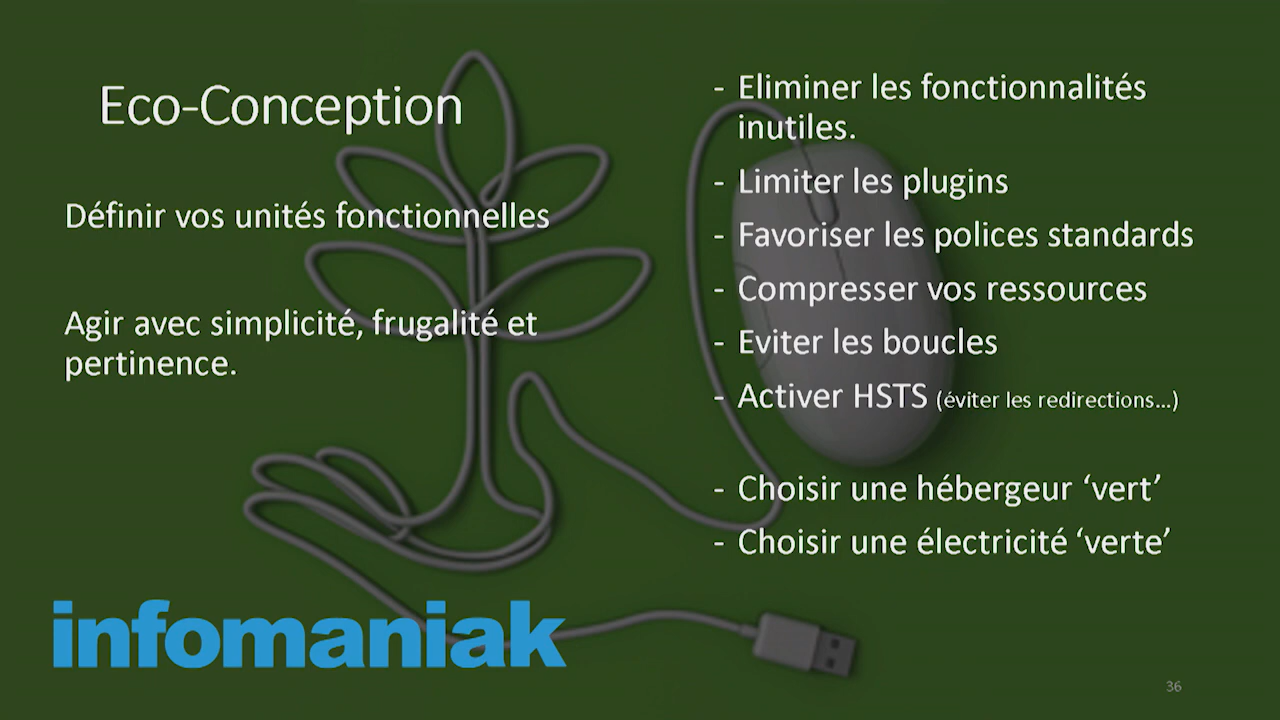 Eco-Conception
Définir vos unités fonctionnelles
Agir avec simplicité, frugalité et
pertinence.
- Eliminer les fonctionnalités
inutiles.
- Limiter les plugins
- Favoriser les polices standards
- Compresser vos ressources
- Eviter les boucles
- Activer HSTS (éviter les redirections...)
- Choisir une hébergeur ‘vert’
- Choisir une électricité ‘verte’
infomaniak
36